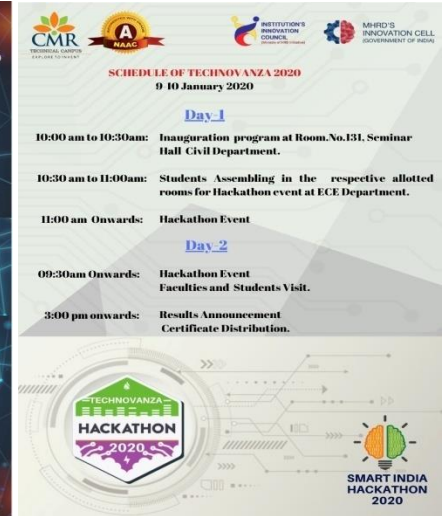 CMR
TECHNICAL CAMPUS
EXPLORE TO INVENT
A
NAAC
INSTITUTION'S
INNOVATION
COUNCIL
MHRD'S
INNOVATION CELL
(GOVERNMENT OF INDIA)
SCHEDULE OF TECHNOVANZA 2020
9-10 January 2020
Day-1
10:00 am to 10:30am: Inauguration program at Room.No.131, Seminar
Hall Civil Department.
10:30 am to 11:00am: Students Assembling in the respective allotted
rooms for Hackathon event at ECE Department.
11:00 am Onwards: Hackathon Event
Day-2
09:30am Onwards: Hackathon Event
Faculties and Students Visit.
3:00 pm onwards: Results Announcement
Certificate Distribution.
TECHNOVANZA
HACKATHON
2020
SMART INDIA
HACKATHON
2020